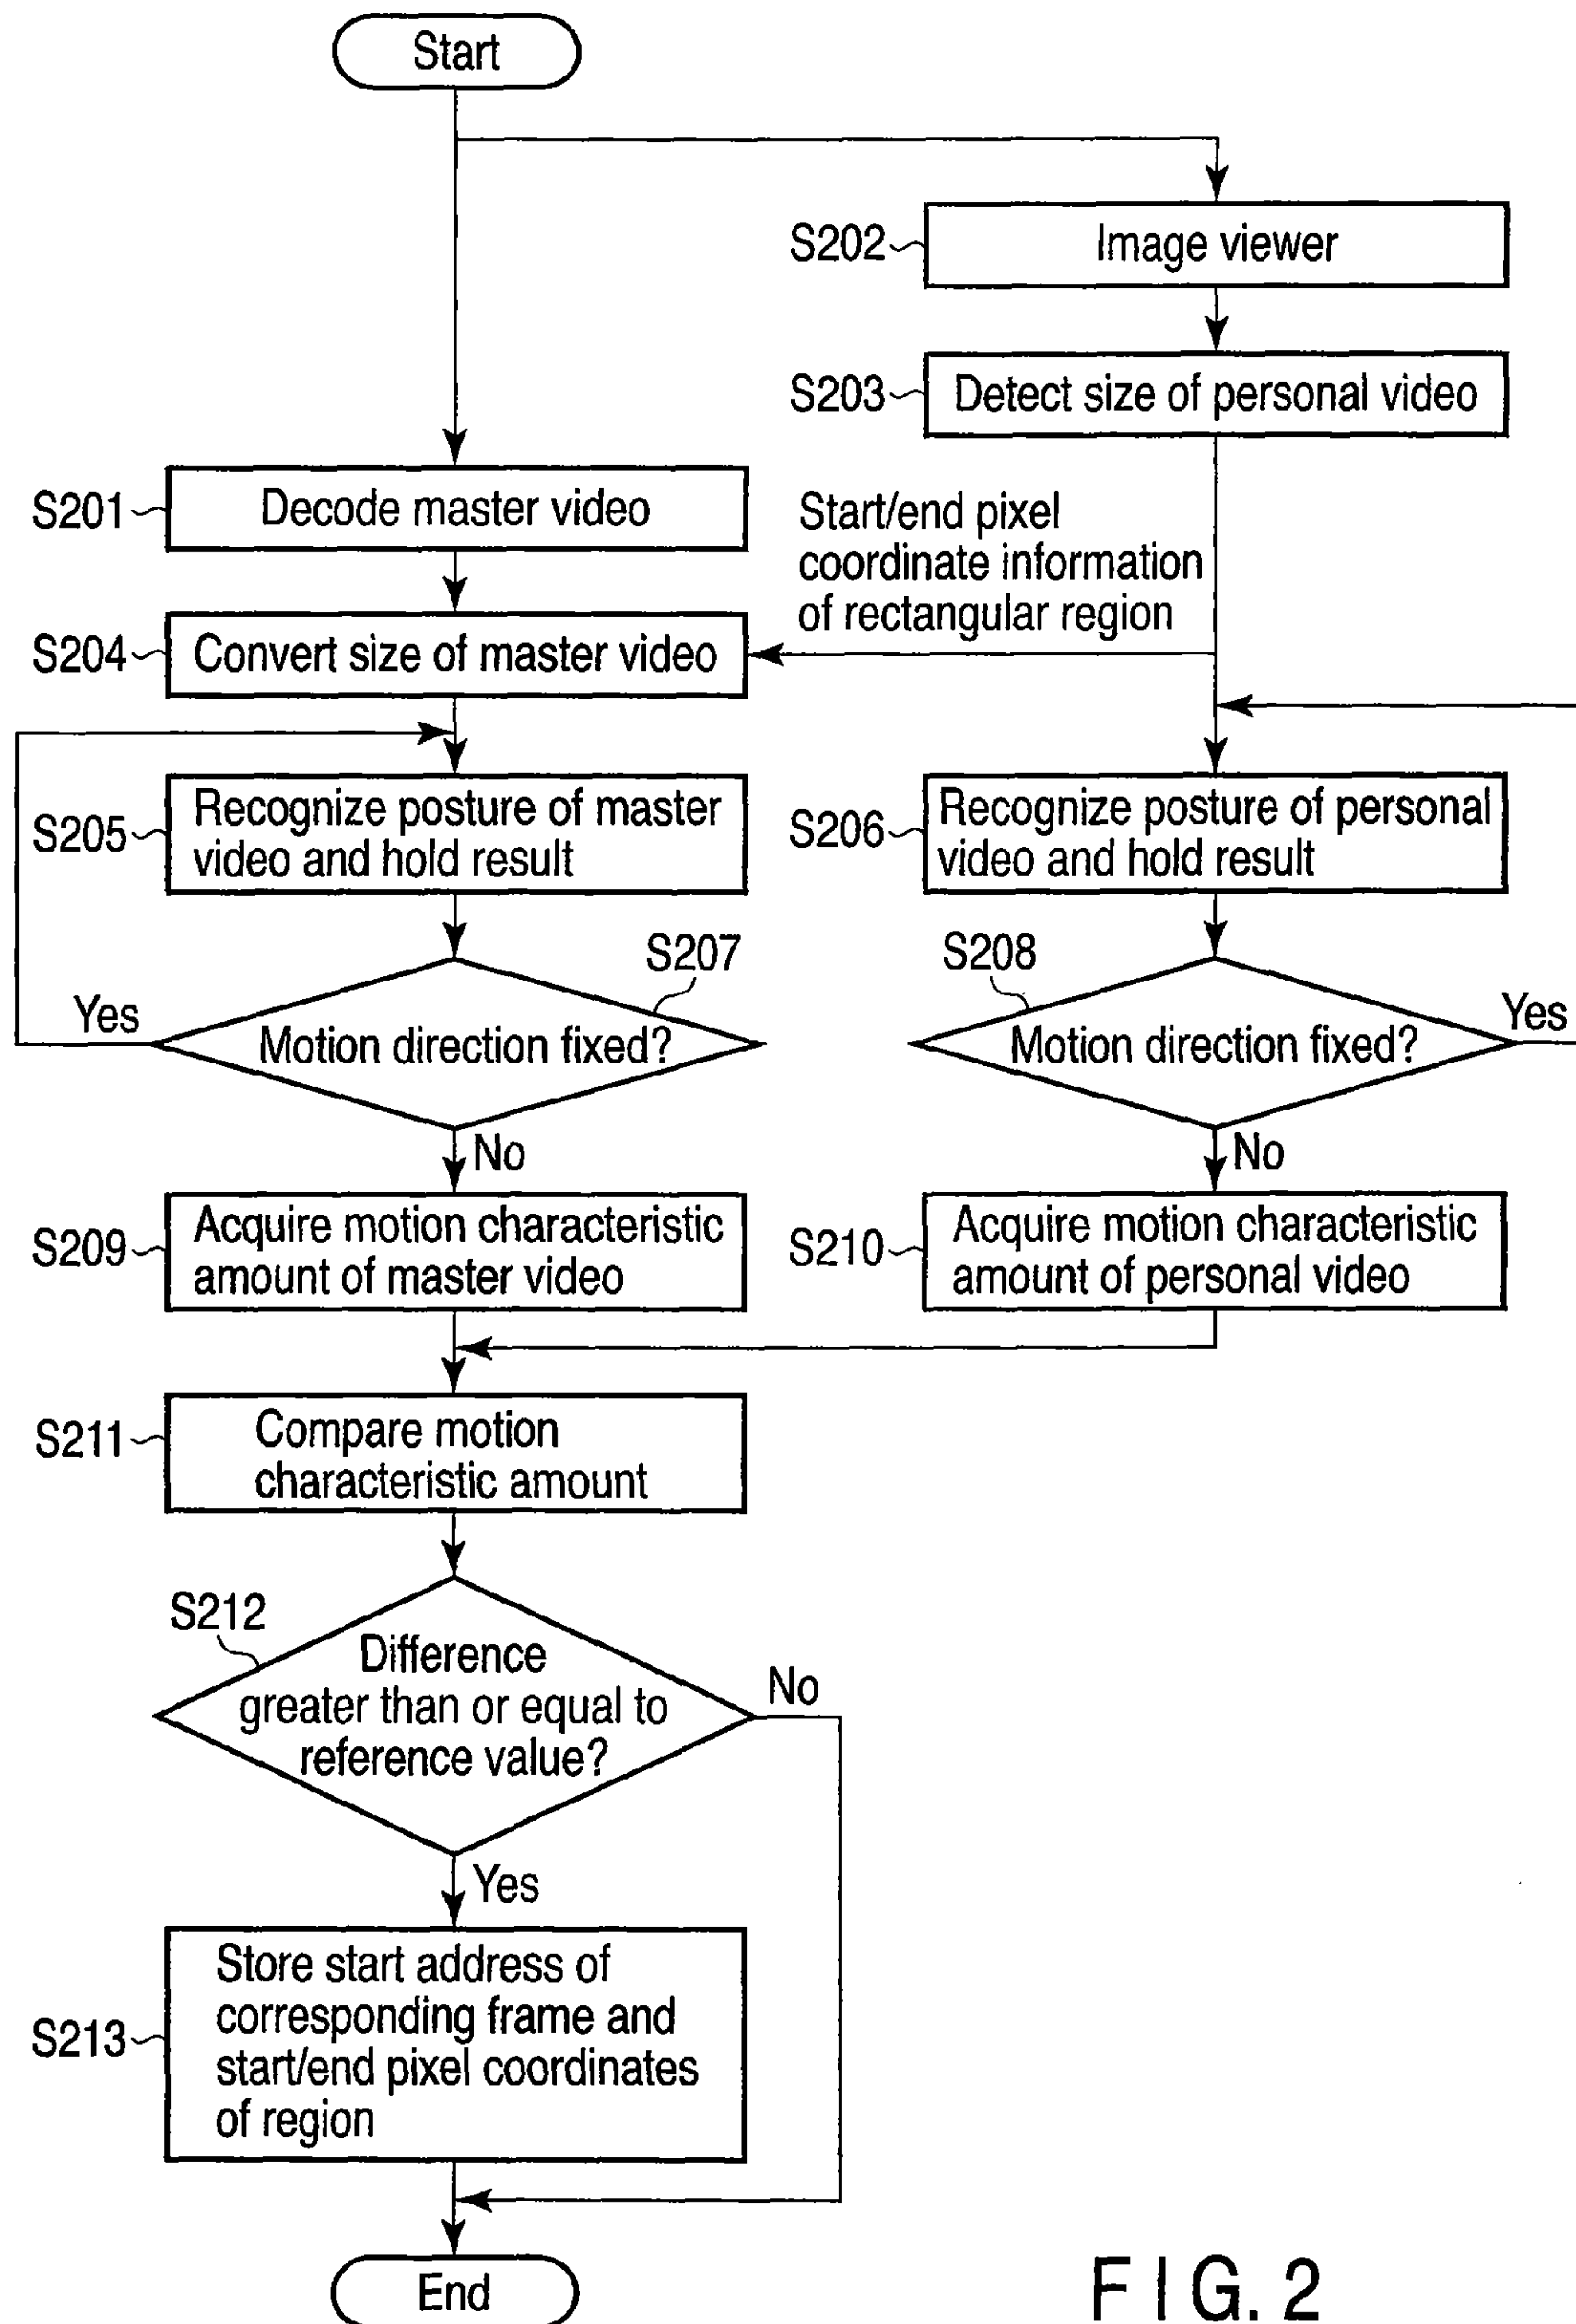 Start
S202
Image viewer
S203
Detect size of personal video
S201
Decode master video
Start/end pixel
coordinate information
of rectangular region
S204
Convert size of master video
S205
Recognize posture of master
video and hold result
S206
Recognize posture of personal
video and hold result
S207
Yes
Motion direction fixed?
No
S208
Motion direction fixed?
Yes
No
S209
Acquire motion characteristic
amount of master video
S210
Acquire motion characteristic
amount of personal video
S211
Compare motion
characteristic amount
S212
Difference
greater than or equal to
reference value?
No
Yes
S213
Store start address of
corresponding frame and
start/end pixel coordinates
of region
End
FIG. 2